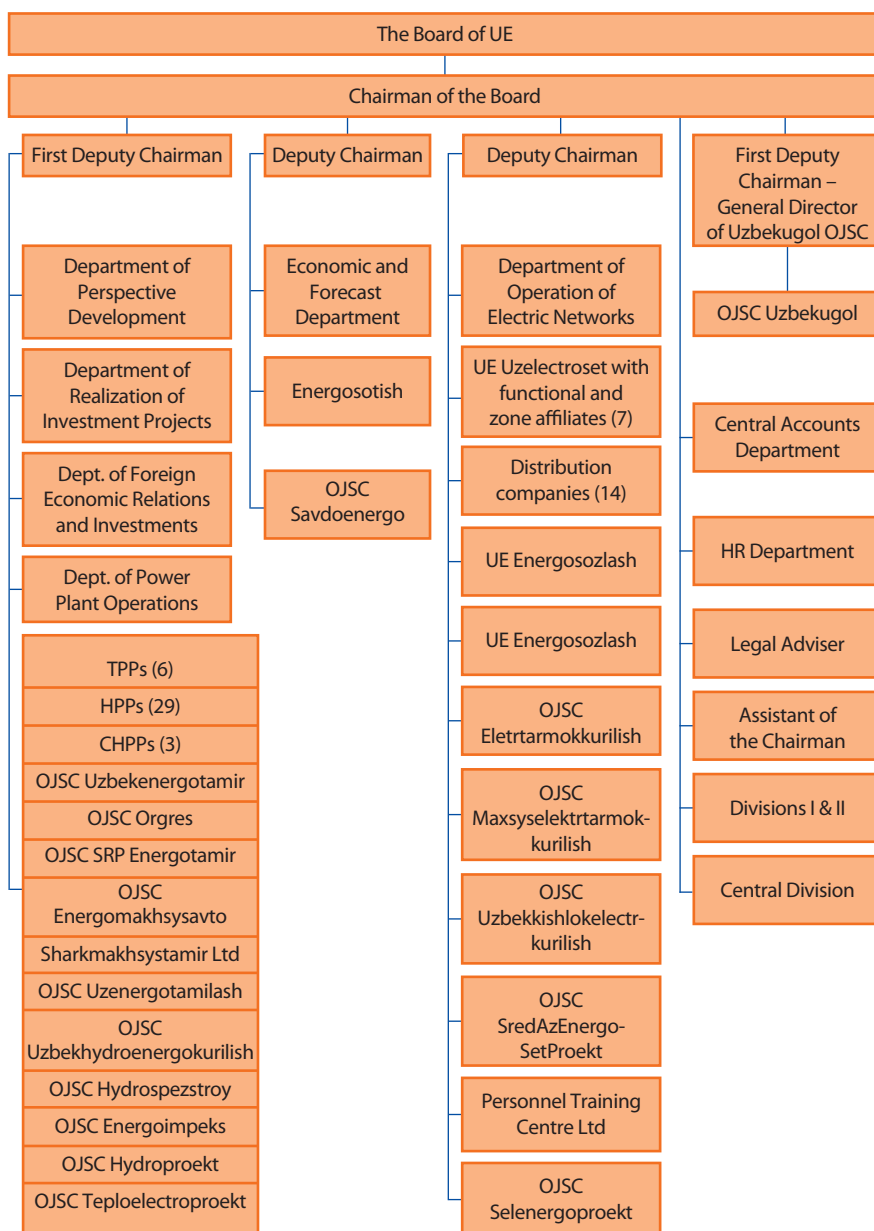 The Board of UE
Chairman of the Board
First Deputy Chairman
Department of
Perspective
Development
Department of
Realization of
Investment Projects
Dept. of Foreign
Economic Relations
and Investments
Dept. of Power
Plant Operations
TPPs (6)
HPPs (29)
CHPPs (3)
OJSC Uzbekenergotamir
OJSC Orgres
OJSC SRP Energotamir
OJSC
Energomakhsysavto
Sharkmakhsystamir Ltd
OJSC Uzenergotamilash
OJSC
Uzbekhydroenergokurilish
OJSC Hydrospezstroy
OJSC Energoimpeks
OJSC Hydroproekt
OJSC Teploelectroproekt
Deputy Chairman
Economic and
Forecast
Department
Energosotish
OJSC
Savdoenergo
Deputy Chairman
Department of
Operation of
Electric Networks
UE Uzelectroset with
functional and
zone affiliates (7)
Distribution
companies (14)
UE Energosozlash
UE Energosozlash
OJSC
Eletrtarmokkurilish
OJSC
Maxsyselektrtarmok-
kurilish
OJSC
Uzbekkishlokelectr-
kurilish
OJSC
SredAzEnergo-
SetProekt
Personnel Training
Centre Ltd
OJSC
Selenergoproekt
First Deputy
Chairman –
General Director
of Uzbekugol OJSC
OJSC Uzbekugol
Central Accounts
Department
HR Department
Legal Adviser
Assistant of
the Chairman
Divisions I & II
Central Division